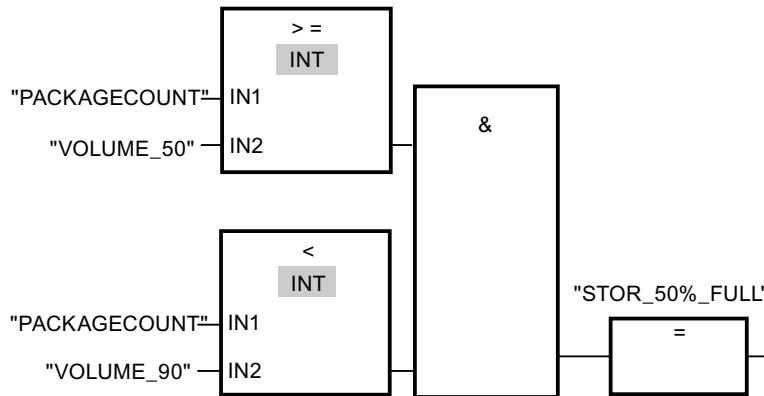 > =
INT
"PACKAGECOUNT" IN1
"VOLUME_50" IN2
&
<
INT
"STOR_50%_FULL"
"PACKAGECOUNT" IN1
=
"VOLUME_90" IN2